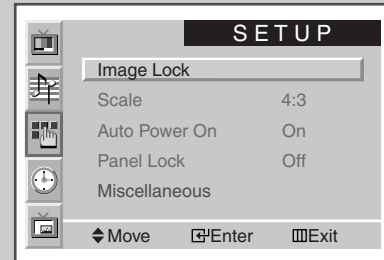 SETUP
Image Lock
Scale 4:3
Auto Power On On
Panel Lock Off
Miscellaneous
Move Enter Exit